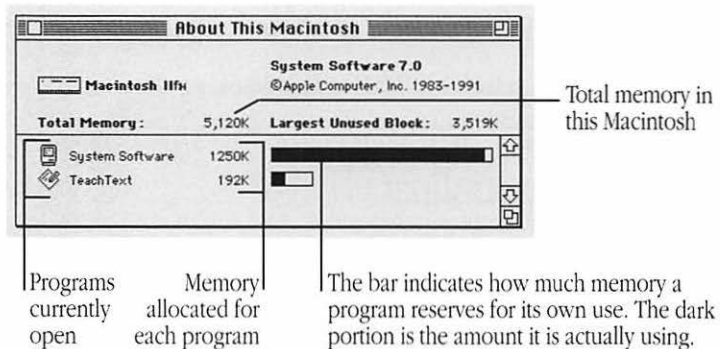 About This Macintosh
System Software 7.0
Macintosh IIfx
©Apple Computer, Inc. 1983-1991
Total Memory : 5,120K Largest Unused Block : 3,519K
System Software 1250K
TeachText 192K
Total memory in
this Macintosh
Programs
currently
open
Memory
allocated for
each program
The bar indicates how much memory a
program reserves for its own use. The dark
portion is the amount it is actually using.